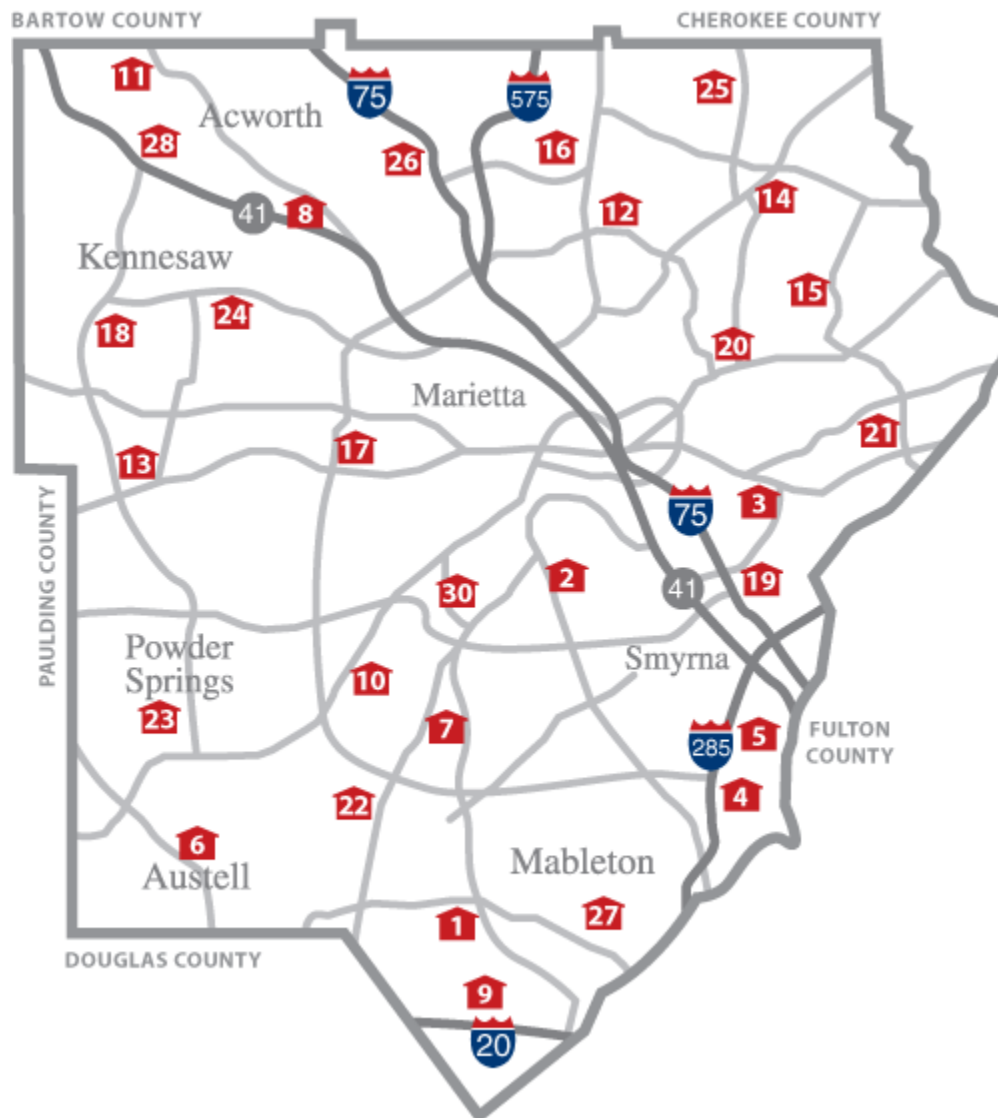 BARTOW COUNTY
CHEROKEE COUNTY
11
75
575
25
Acworth
28
26
16
14
12
41
8
Kennesaw
15
24
18
20
Marietta
21
17
13
3
75
PAULDING COUNTY
2
19
30
41
Powder
Springs
Smyrna
10
23
7
5
285
FULTON
COUNTY
4
22
6
Mableton
Austell
27
1
DOUGLAS COUNTY
9
20